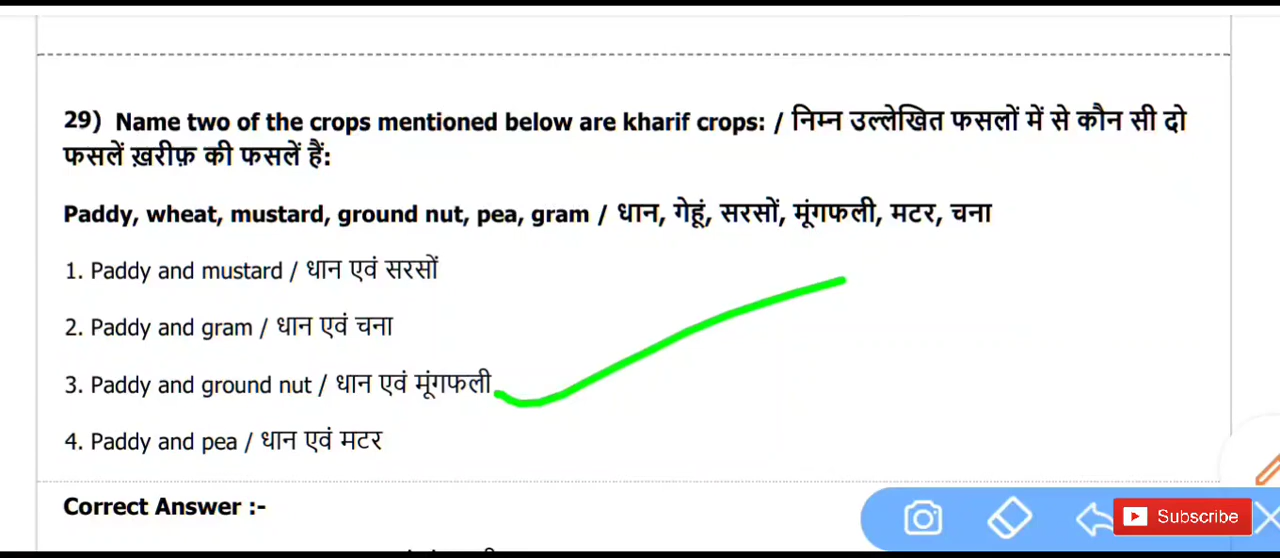 29) Name two of the crops mentioned below are kharif crops: / निम्न उल्लेखित फसलों में से कौन सी दो
फसलें ख़रीफ़ की फसलें हैं:
Paddy, wheat, mustard, ground nut, pea, gram / धान, गेहूं, सरसों, मूंगफली, मटर, चना
1. Paddy and mustard / धान एवं सरसों
2. Paddy and gram / धान एवं चना
3. Paddy and ground nut / धान एवं मूंगफली
4. Paddy and pea / धान एवं मटर
Correct Answer :-
Subscribe